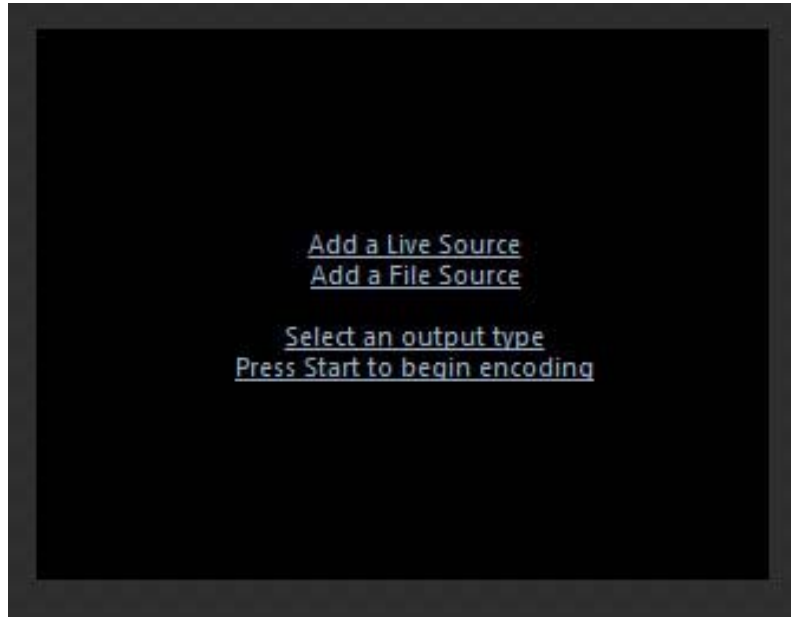 Add a Live Source
Add a File Source
Select an output type
Press Start to begin encoding